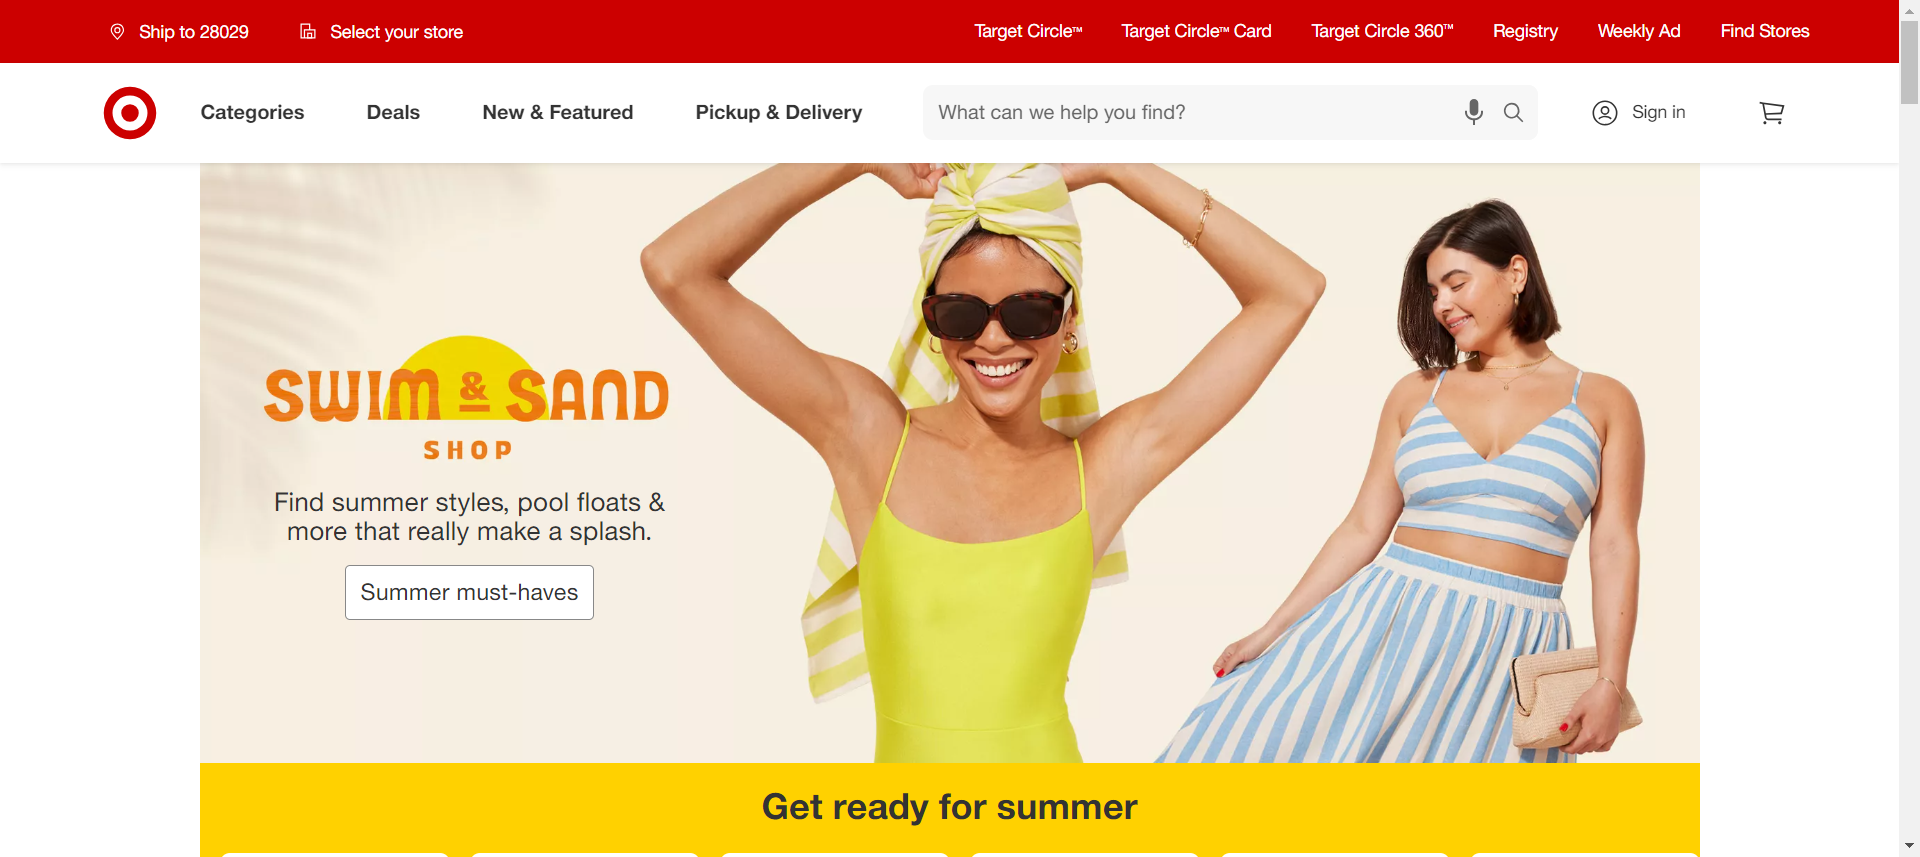 Ship to 28029
Select your store
Target Circle™
Target Circle™ Card
Target Circle 360™
Registry
Weekly Ad
Find Stores
Categories
Deals
New & Featured
Pickup & Delivery
What can we help you find?
Sign in
SWIM & SAND
SHOP
Find summer styles, pool floats &
more that really make a splash.
Summer must-haves
Get ready for summer